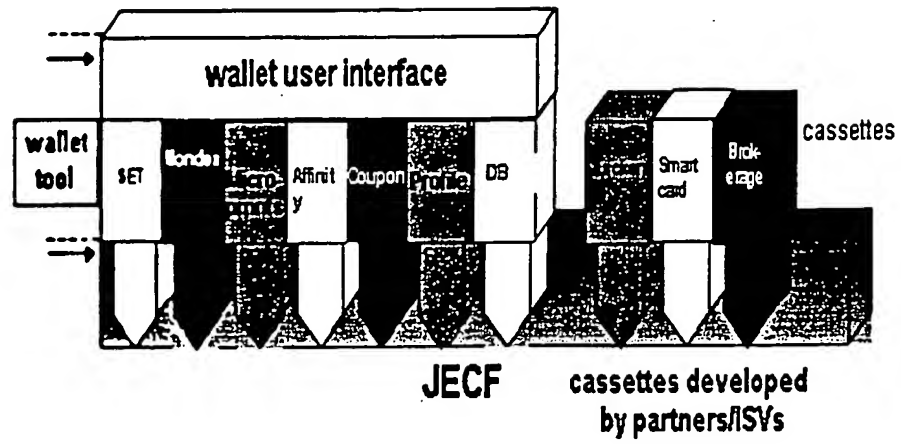 wallet user interface
wallet
tool
SET
Mondex
Affinit
y
Coupon
Profile
DB
Smart
card
Brok-
erage
cassettes
JECF
cassettes developed
by partners/ISVs